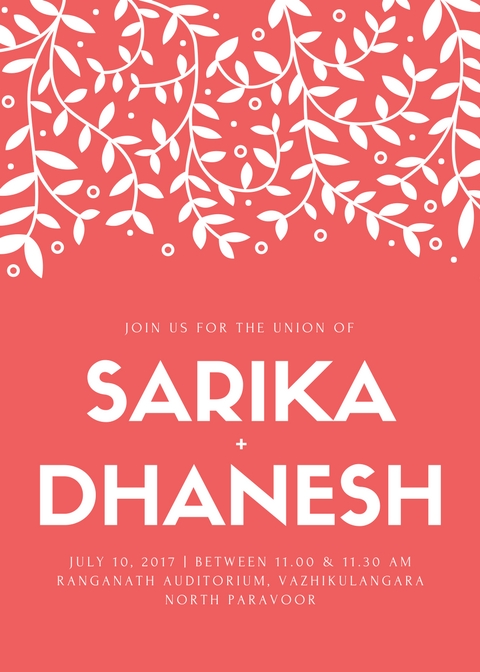 JOIN US FOR THE UNION OF
SARIKA
+
DHANESH
JULY 10, 2017 | BETWEEN 11.00 & 11.30 AM
RANGANATH AUDITORIUM, VAZHIKULANGARA
NORTH PARAVOOR